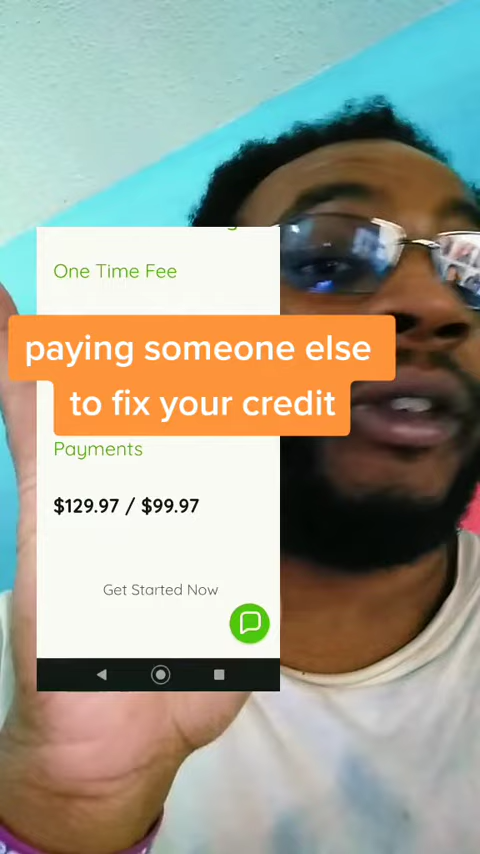 One Time Fee
paying someone else
to fix your credit
Payments
$129.97 / $99.97
Get Started Now